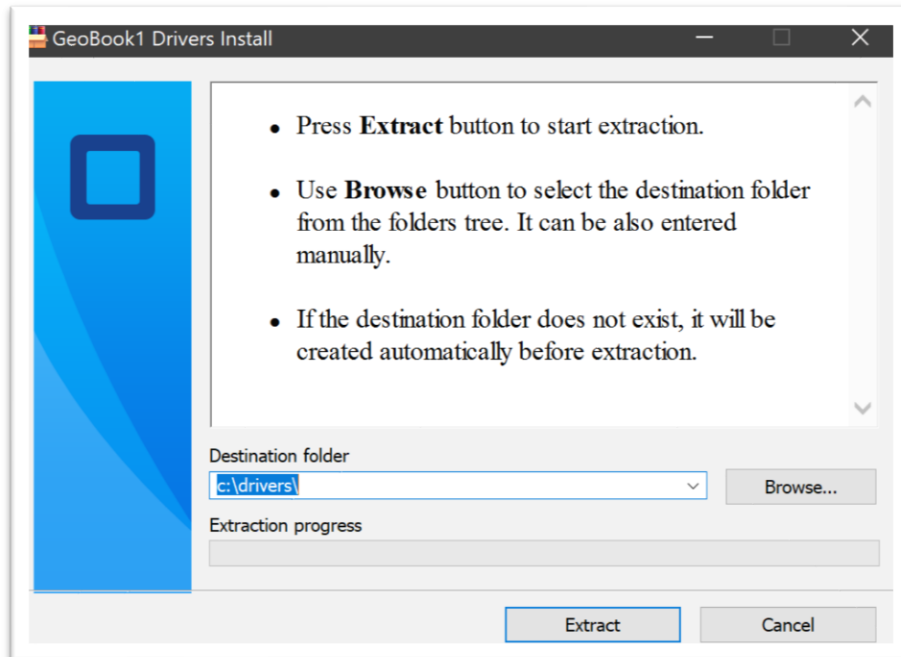 GeoBook1 Drivers Install
• Press Extract button to start extraction.
• Use Browse button to select the destination folder
from the folders tree. It can be also entered
manually.
• If the destination folder does not exist, it will be
created automatically before extraction.
Destination folder
c:\drivers\
Browse...
Extraction progress
Extract
Cancel